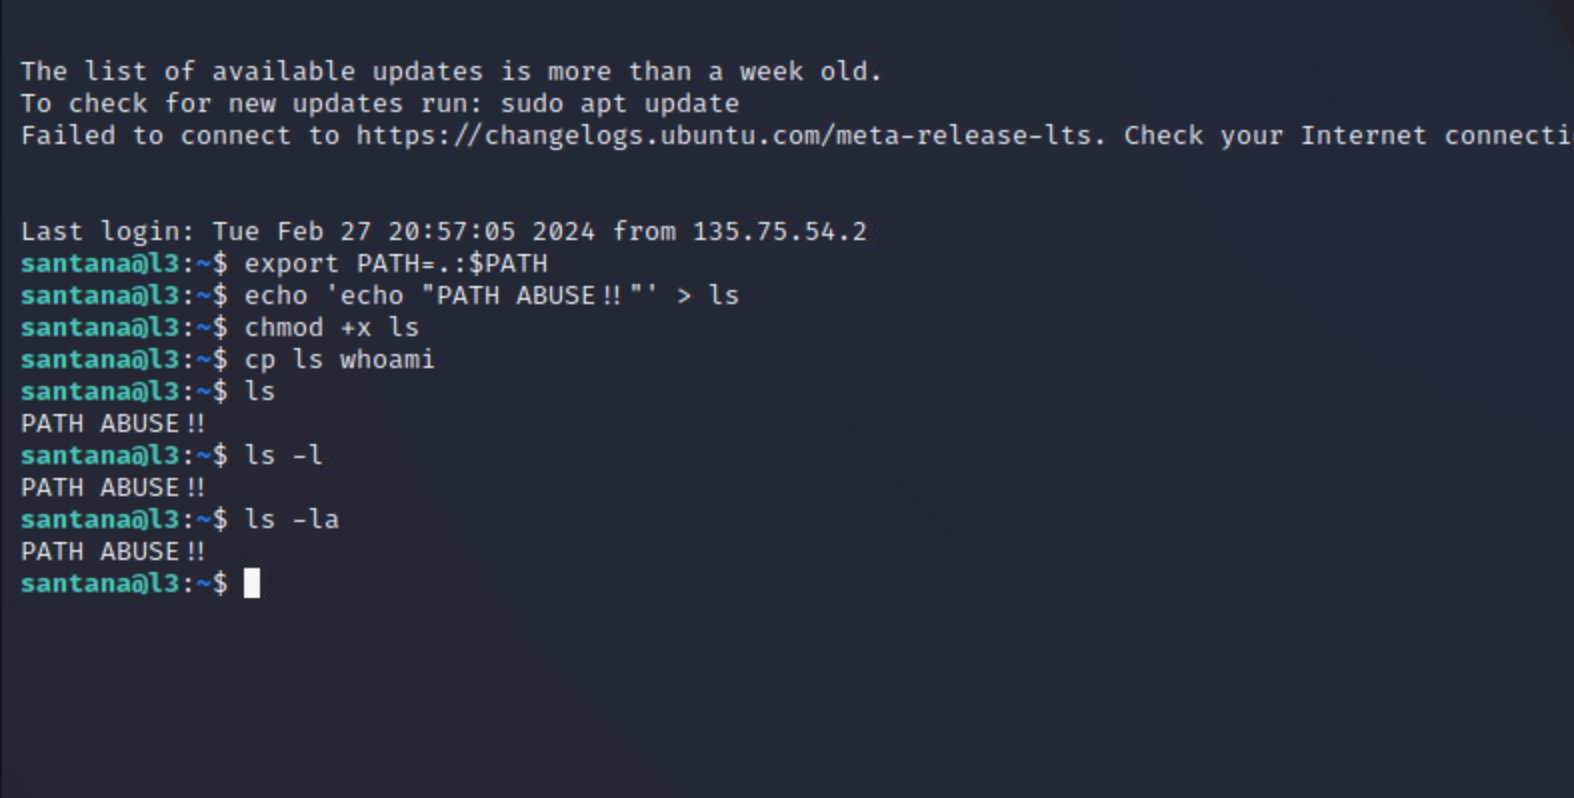 The list of available updates is more than a week old.
To check for new updates run: sudo apt update
Failed to connect to https://changelogs.ubuntu.com/meta-release-lts. Check your Internet connecti
Last login: Tue Feb 27 20:57:05 2024 from 135.75.54.2
santana@l3:~$ export PATH=.:$PATH
santana@l3:~$ echo 'echo "PATH ABUSE!!"' > ls
santana@l3:~$ chmod +x ls
santana@l3:~$ cp ls whoami
santana@l3:~$ ls
PATH ABUSE!!
santana@l3:~$ ls -l
PATH ABUSE!!
santana@l3:~$ ls -la
PATH ABUSE!!
santana@l3:~$